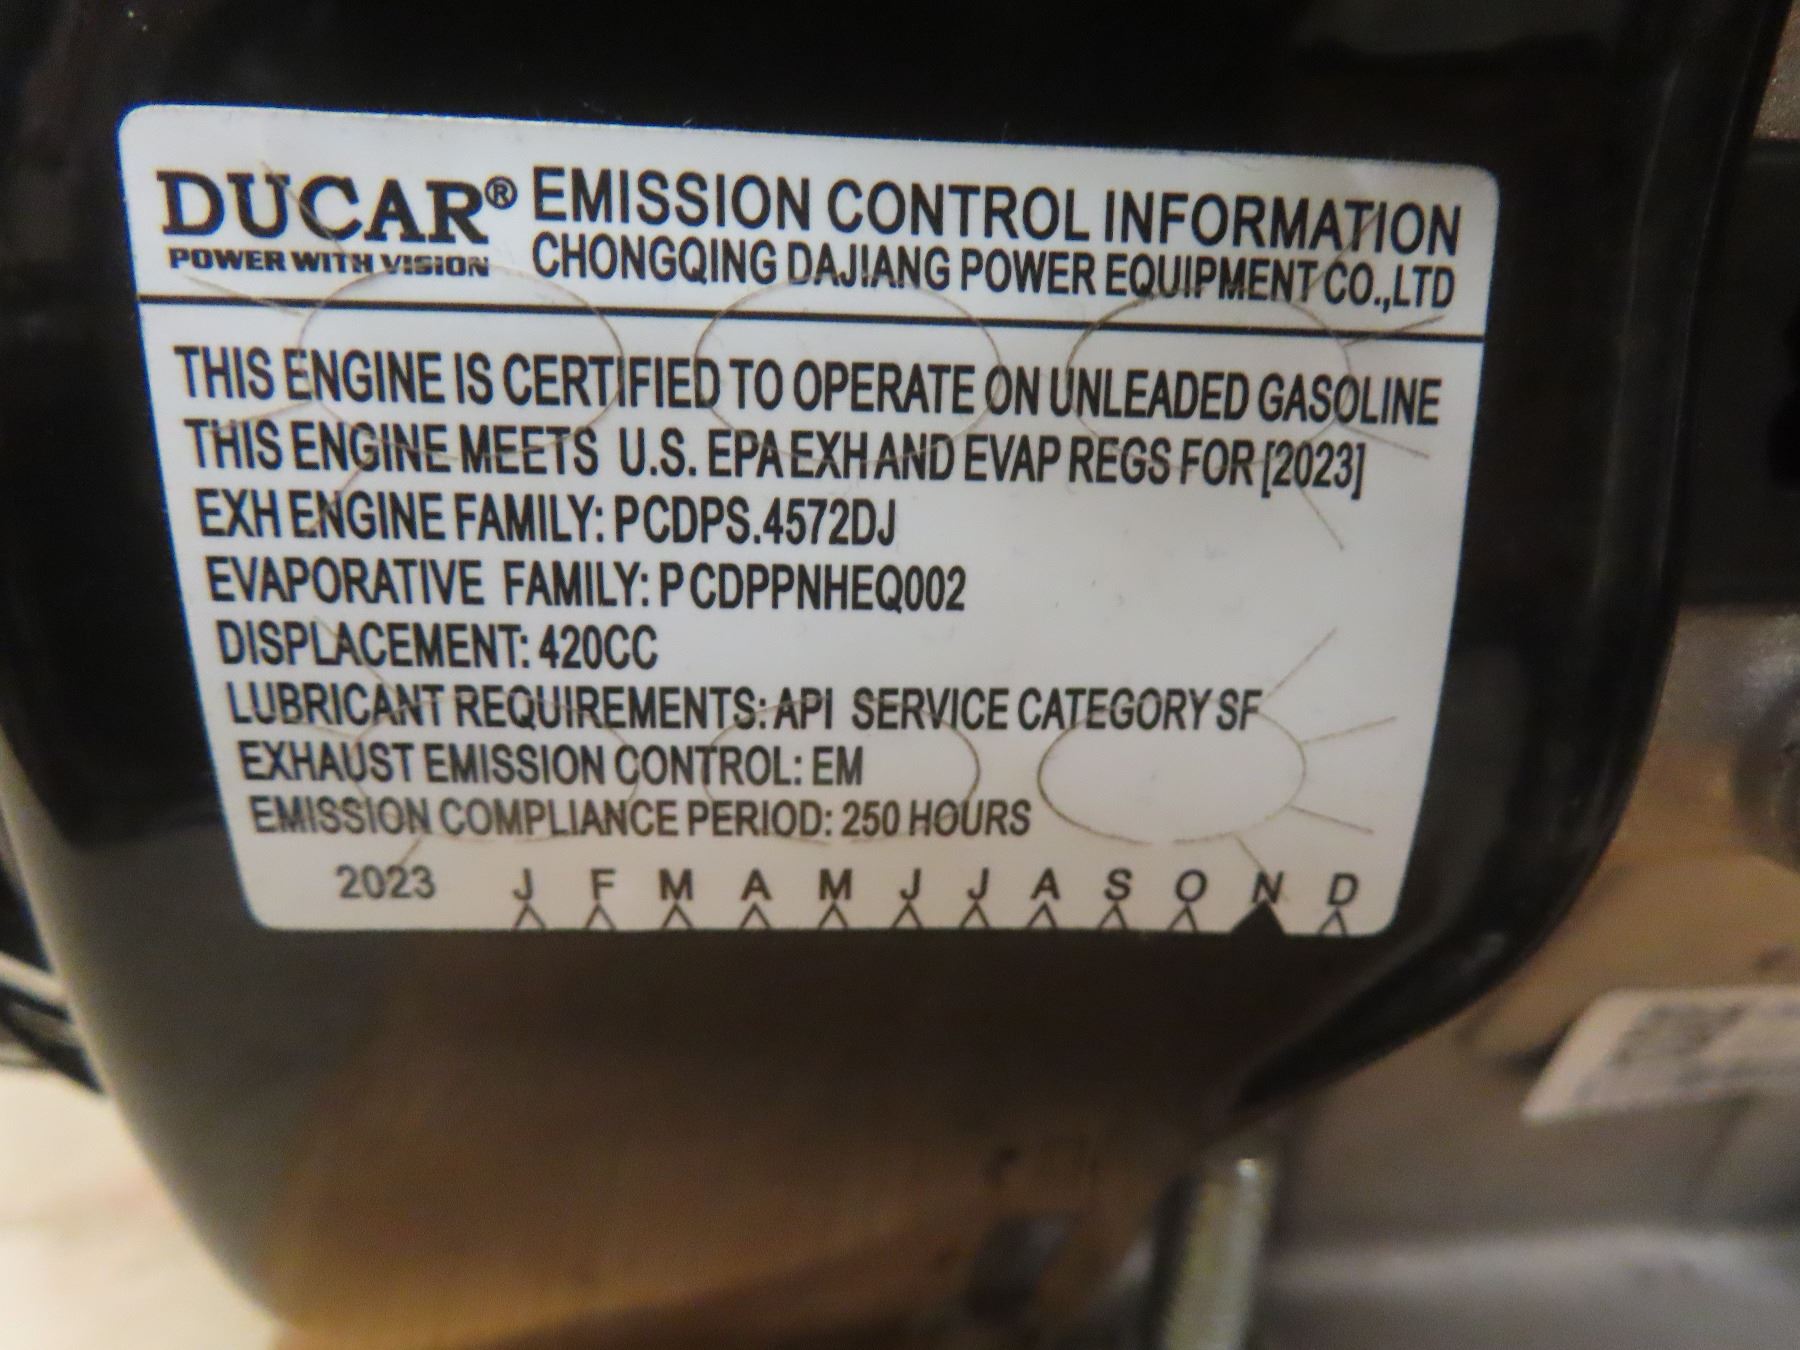 DUCAR® EMISSION CONTROL INFORMATION
POWER WITH VISION CHONGQING DAJIANG POWER EQUIPMENT CO.,LTD
THIS ENGINE IS CERTIFIED TO OPERATE ON UNLEADED GASOLINE
THIS ENGINE MEETS U.S. EPA EXH AND EVAP REGS FOR [2023]
EXH ENGINE FAMILY: PCDPS.4572DJ
EVAPORATIVE FAMILY: PCDPPNHEQ002
DISPLACEMENT: 420CC
LUBRICANT REQUIREMENTS: API SERVICE CATEGORY SF
EXHAUST EMISSION CONTROL: EM
EMISSION COMPLIANCE PERIOD: 250 HOURS
2023 J F M A M J J A S O N D